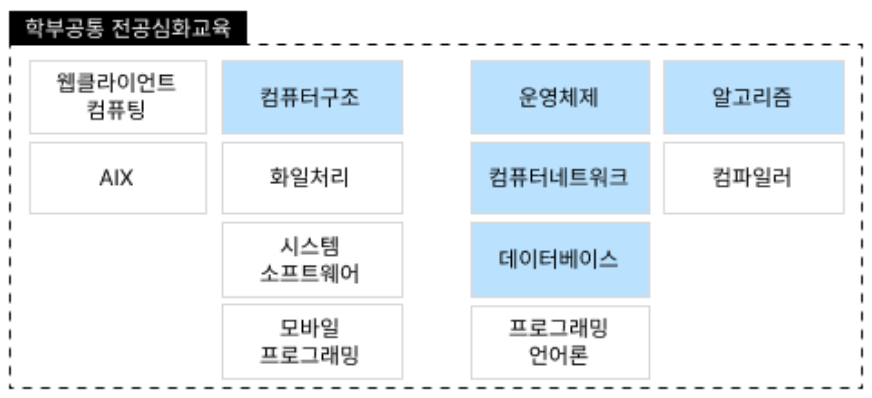 학부공통 전공심화교육
웹클라이언트
컴퓨팅
컴퓨터구조
운영체제
알고리즘
AIX
화일처리
컴퓨터네트워크
컴파일러
시스템
소프트웨어
데이터베이스
모바일
프로그래밍
프로그래밍
언어론